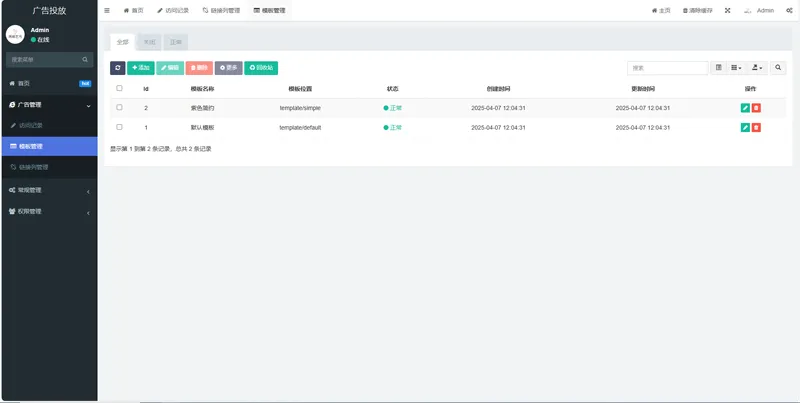 广告投放
Admin
在线
搜索菜单
首页 hot
广告管理
访问记录
模板管理
链接列管理
常规管理
权限管理
首页 访问记录 链接列管理 模板管理 主页 清除缓存 Admin
全部 正常
添加 编辑 删除 更多 回收站 搜索
Id 模板名称 模板位置 状态 创建时间 更新时间 操作
2 紫色简约 template/simple 正常 2025-04-07 12:04:31 2025-04-07 12:04:31
1 默认模板 template/default 正常 2025-04-07 12:04:31 2025-04-07 12:04:31
显示第 1 到第 2 条记录，总共 2 条记录